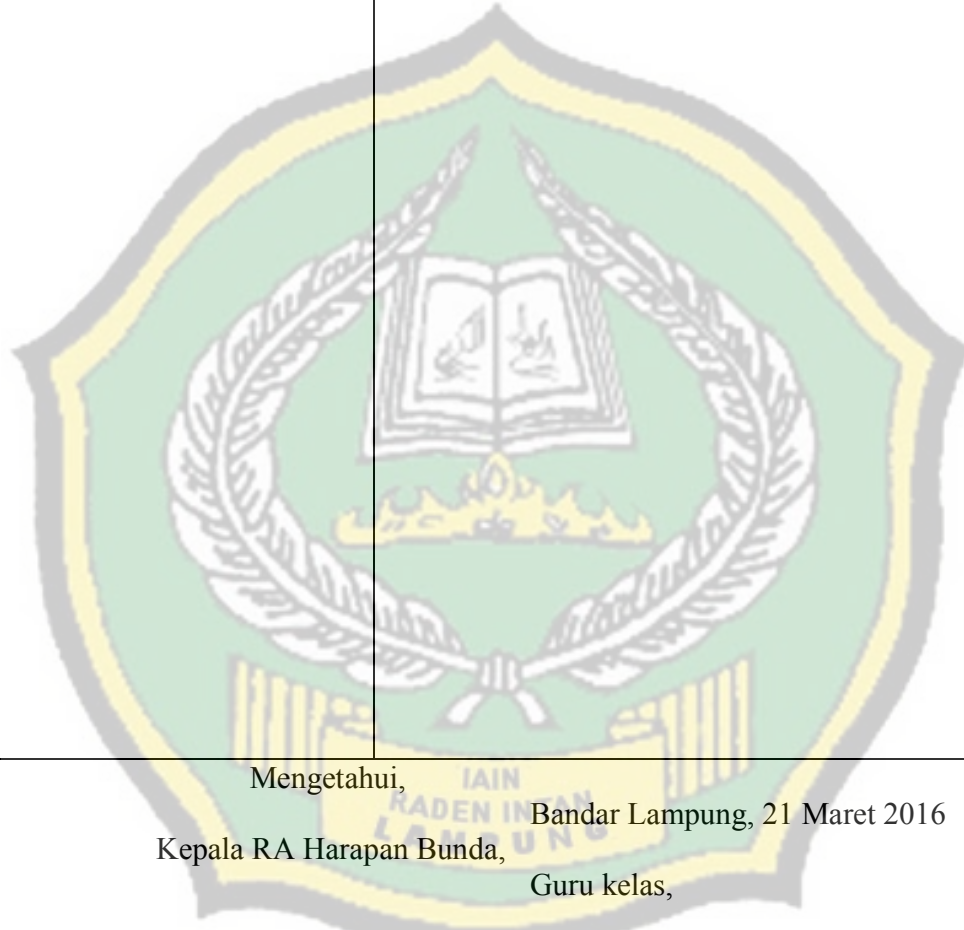 Mengetahui,
IAIN
RADEN INTAN
Bandar Lampung, 21 Maret 2016
LAMPUNG
Kepala RA Harapan Bunda,
Guru kelas,